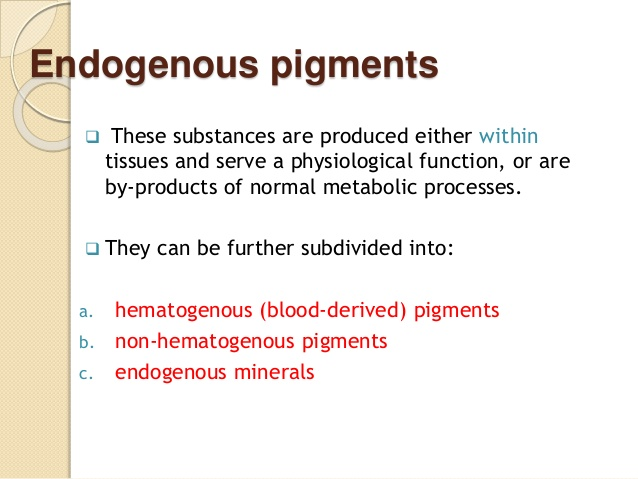 Endogenous pigments
❑ These substances are produced either within
tissues and serve a physiological function, or are
by-products of normal metabolic processes.
❑ They can be further subdivided into:
a. hematogenous (blood-derived) pigments
b. non-hematogenous pigments
c. endogenous minerals